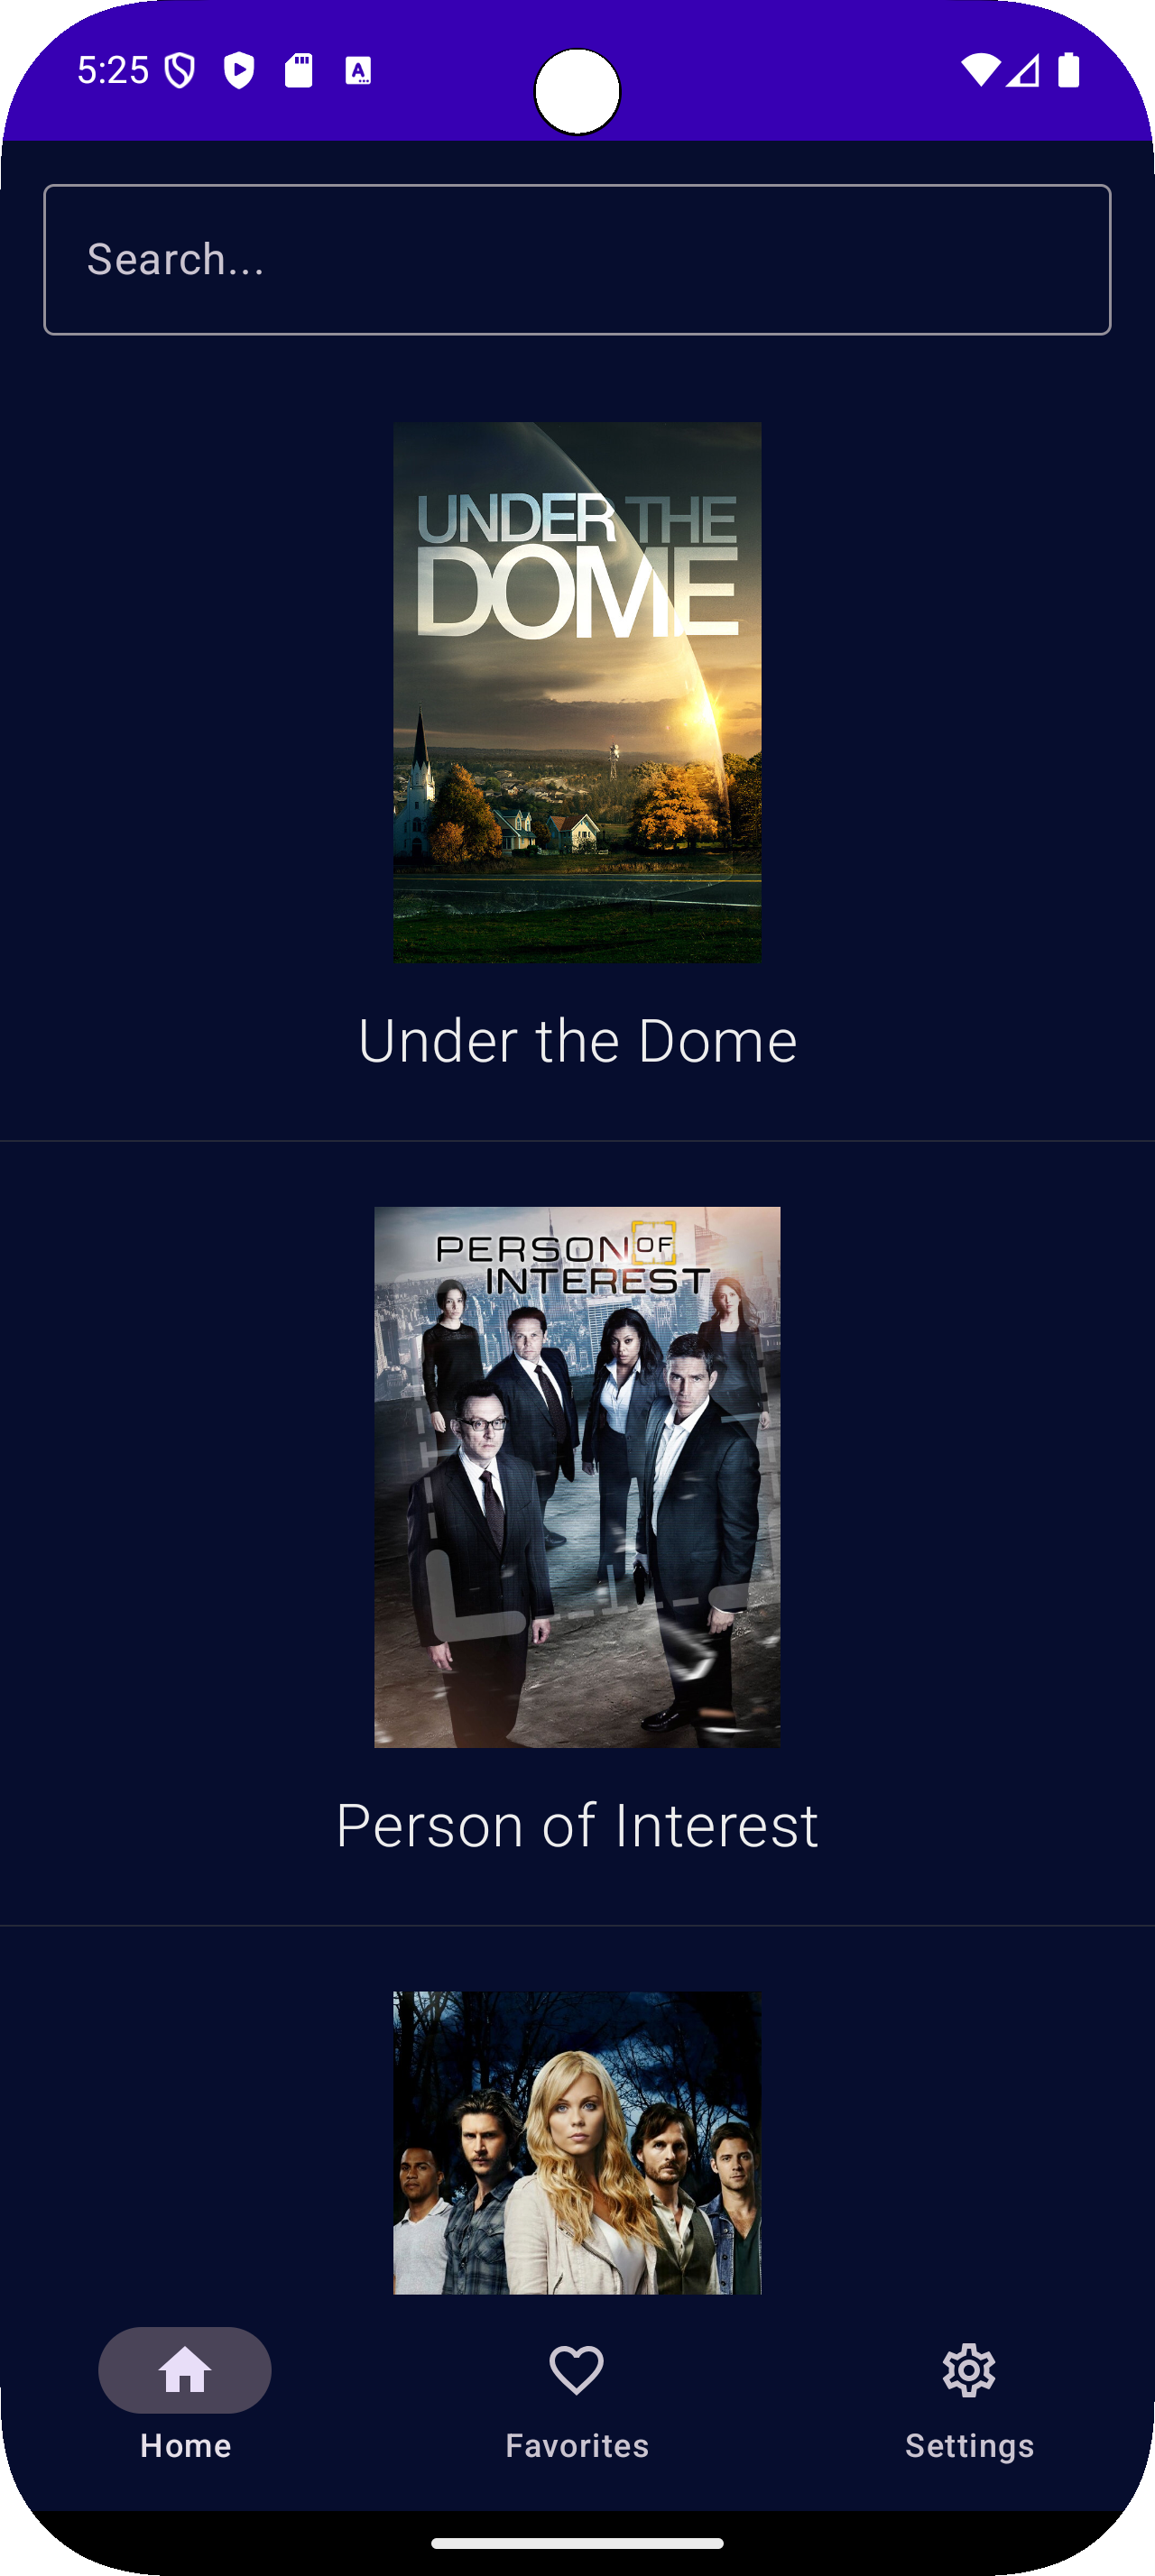 5:25
Search...
UNDER THE
DOME
Under the Dome
PERSON OF
INTEREST
Person of Interest
Home
Favorites
Settings